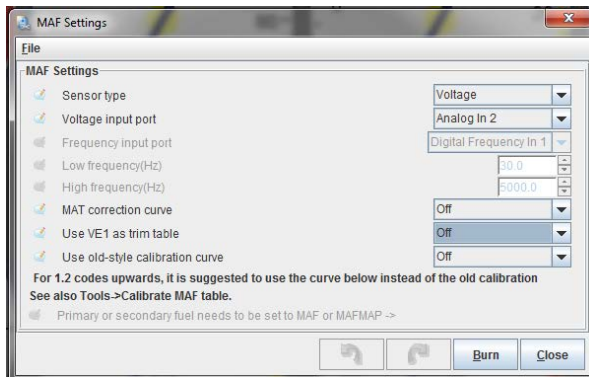 MAF Settings
File
MAF Settings
Sensor type Voltage
Voltage input port Analog In 2
Frequency input port Digital Frequency In 1
Low frequency(Hz) 30.0
High frequency(Hz) 5000.0
MAT correction curve Off
Use VE1 as trim table Off
Use old-style calibration curve Off
For 1.2 codes upwards, it is suggested to use the curve below instead of the old calibration
See also Tools->Calibrate MAF table.
Primary or secondary fuel needs to be set to MAF or MAFMAP ->
Burn Close